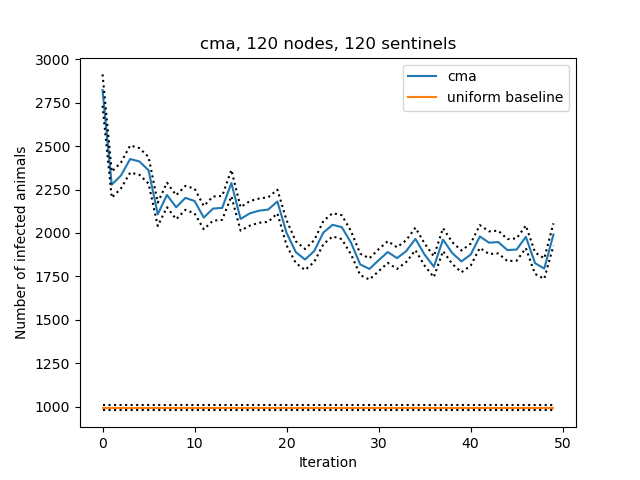 cma, 120 nodes, 120 sentinels
cma
uniform baseline
Number of infected animals
3000
2750
2500
2250
2000
1750
1500
1250
1000
0 10 20 30 40 50
Iteration